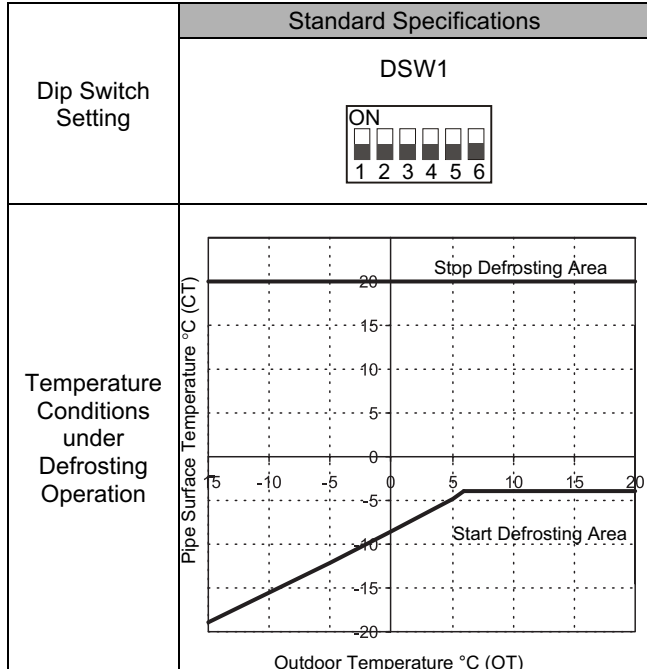 Standard Specifications
Dip Switch
Setting
DSW1
ON
1 2 3 4 5 6
Temperature
Conditions
under
Defrosting
Operation
Pipe Surface Temperature °C (CT)
Stop Defrosting Area
20
15
10
5
0
-15 -10 -5 0 5 10 15 20
-5
Start Defrosting Area
-10
-15
-20
Outdoor Temperature °C (OT)